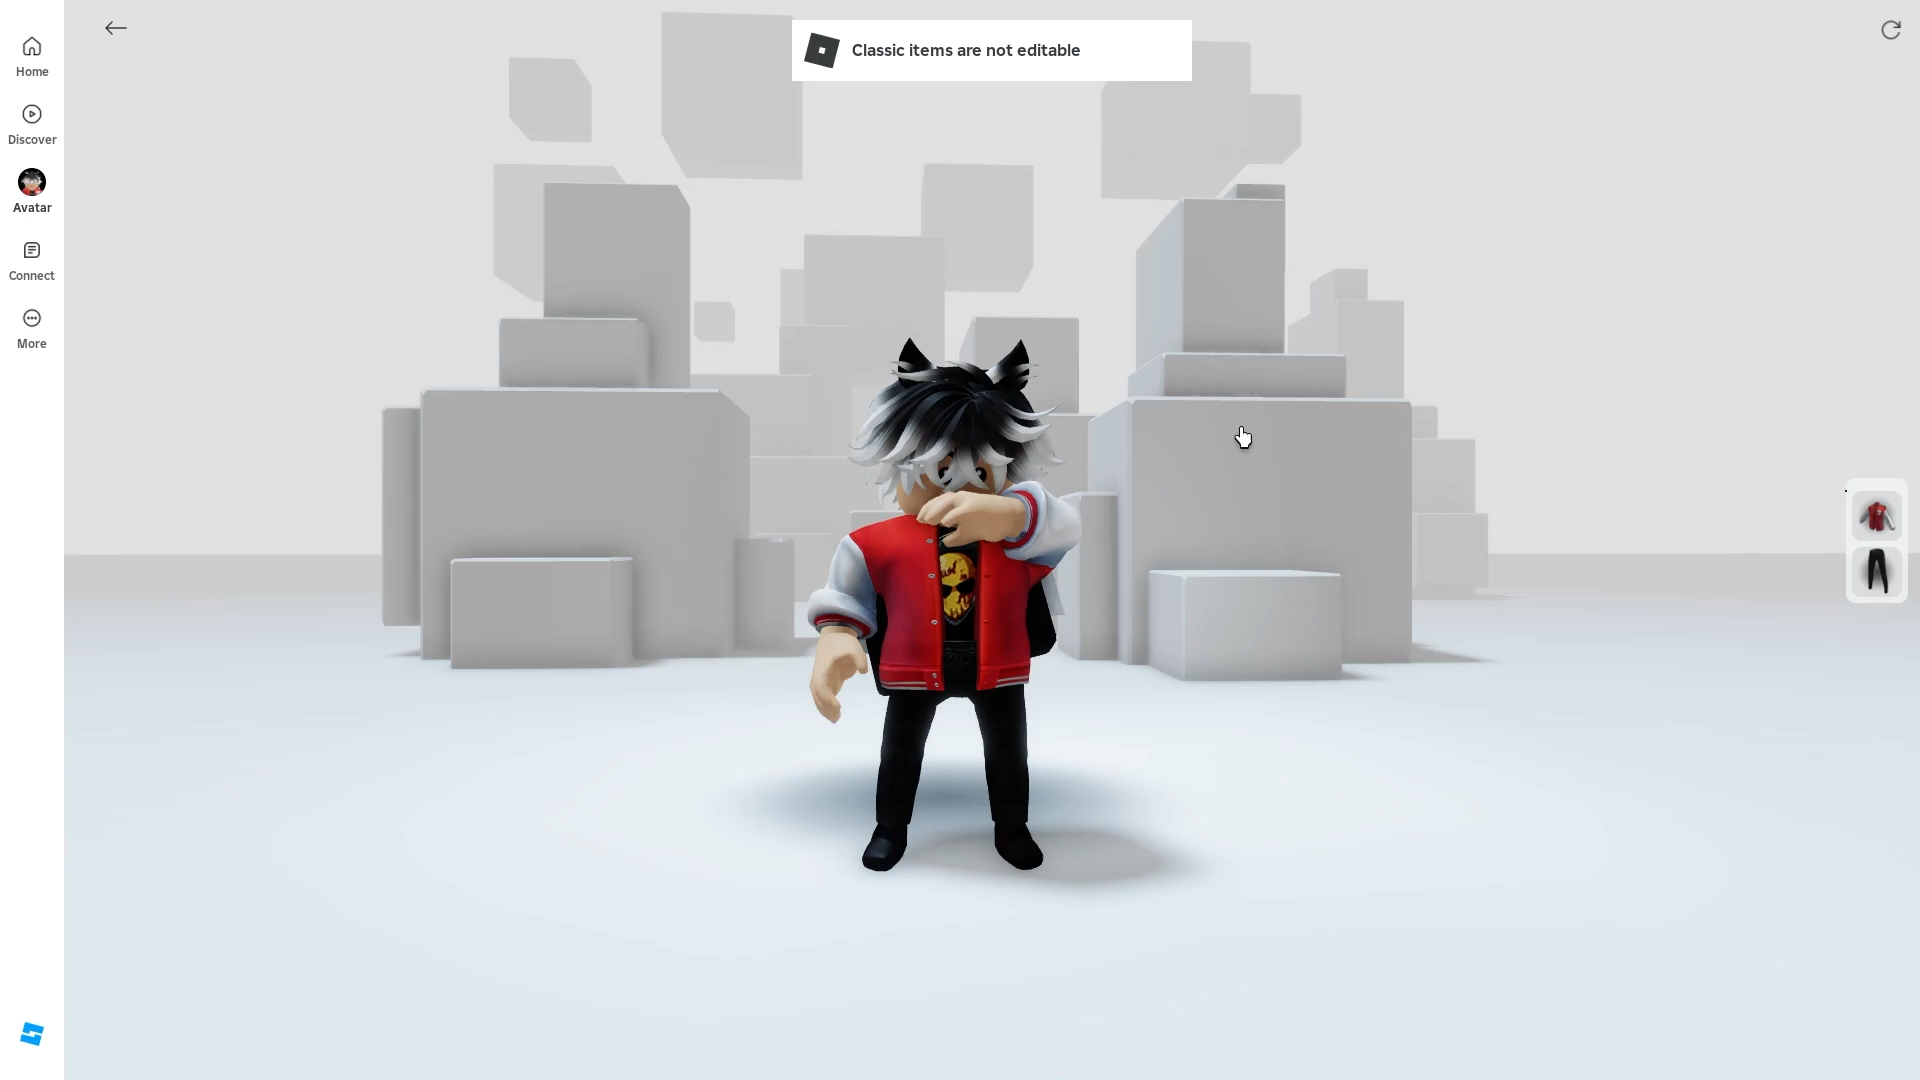 Classic items are not editable
Home
Discover
Avatar
Connect
More